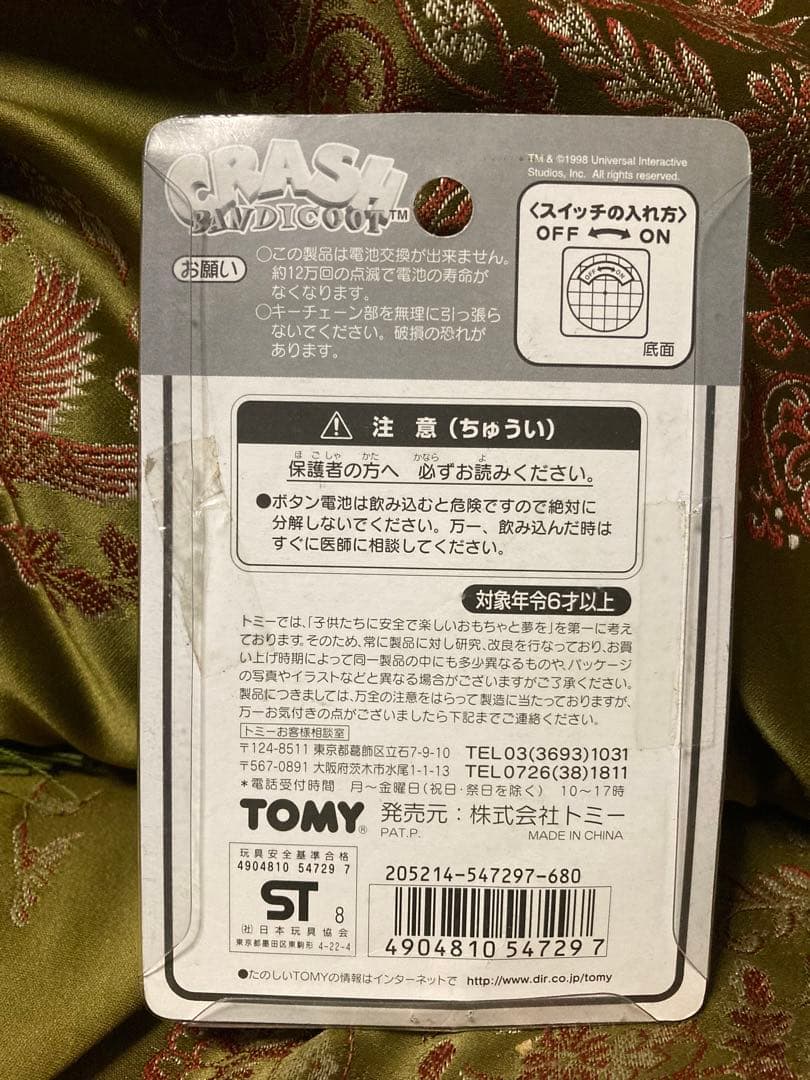 CRASH
BANDICOOT™
TM & ©1998 Universal Interactive
Studios, Inc. All rights reserved.
〈スイッチの入れ方〉
OFF ON
OFF ON
底面
お願い
○この製品は電池交換が出来ません。
約12万回の点滅で電池の寿命が
なくなります。
○キーチェーン部を無理に引っ張ら
ないでください。破損の恐れが
あります。
注 意(ちゅうい)
ほごしゃ かた かなら よ
保護者の方へ 必ずお読みください。
●ボタン電池は飲み込むと危険ですので絶対に
分解しないでください。万一、飲み込んだ時は
すぐに医師に相談してください。
対象年令6才以上
トミーでは、「子供たちに安全で楽しいおもちゃと夢を」を第一に考え
ております。そのため、常に製品に対し研究、改良を行なっており、お買
い上げ時期によって同一製品の中にも多少異なるものや、パッケージ
の写真やイラストなどと異なる場合がございますがご了承ください。
製品につきましては、万全の注意をはらって製造に当たっておりますが、
万一お気付きの点がございましたら下記までご連絡ください。
トミーお客様相談室
〒124-8511 東京都葛飾区立石7-9-10 TEL03(3693)1031
〒567-0891 大阪府茨木市水尾1-1-13 TEL0726(38)1811
*電話受付時間 月〜金曜日(祝日・祭日を除く) 10〜17時
TOMY® 発売元:株式会社トミー
PAT.P. MADE IN CHINA
玩具安全基準合格
4904810 54729 7
ST 8
(社)日本玩具協会
東京都墨田区東駒形 4-22-4
205214-547297-680
4904810 547297
●たのしいTOMYの情報はインターネットで http://www.dir.co.jp/tomy